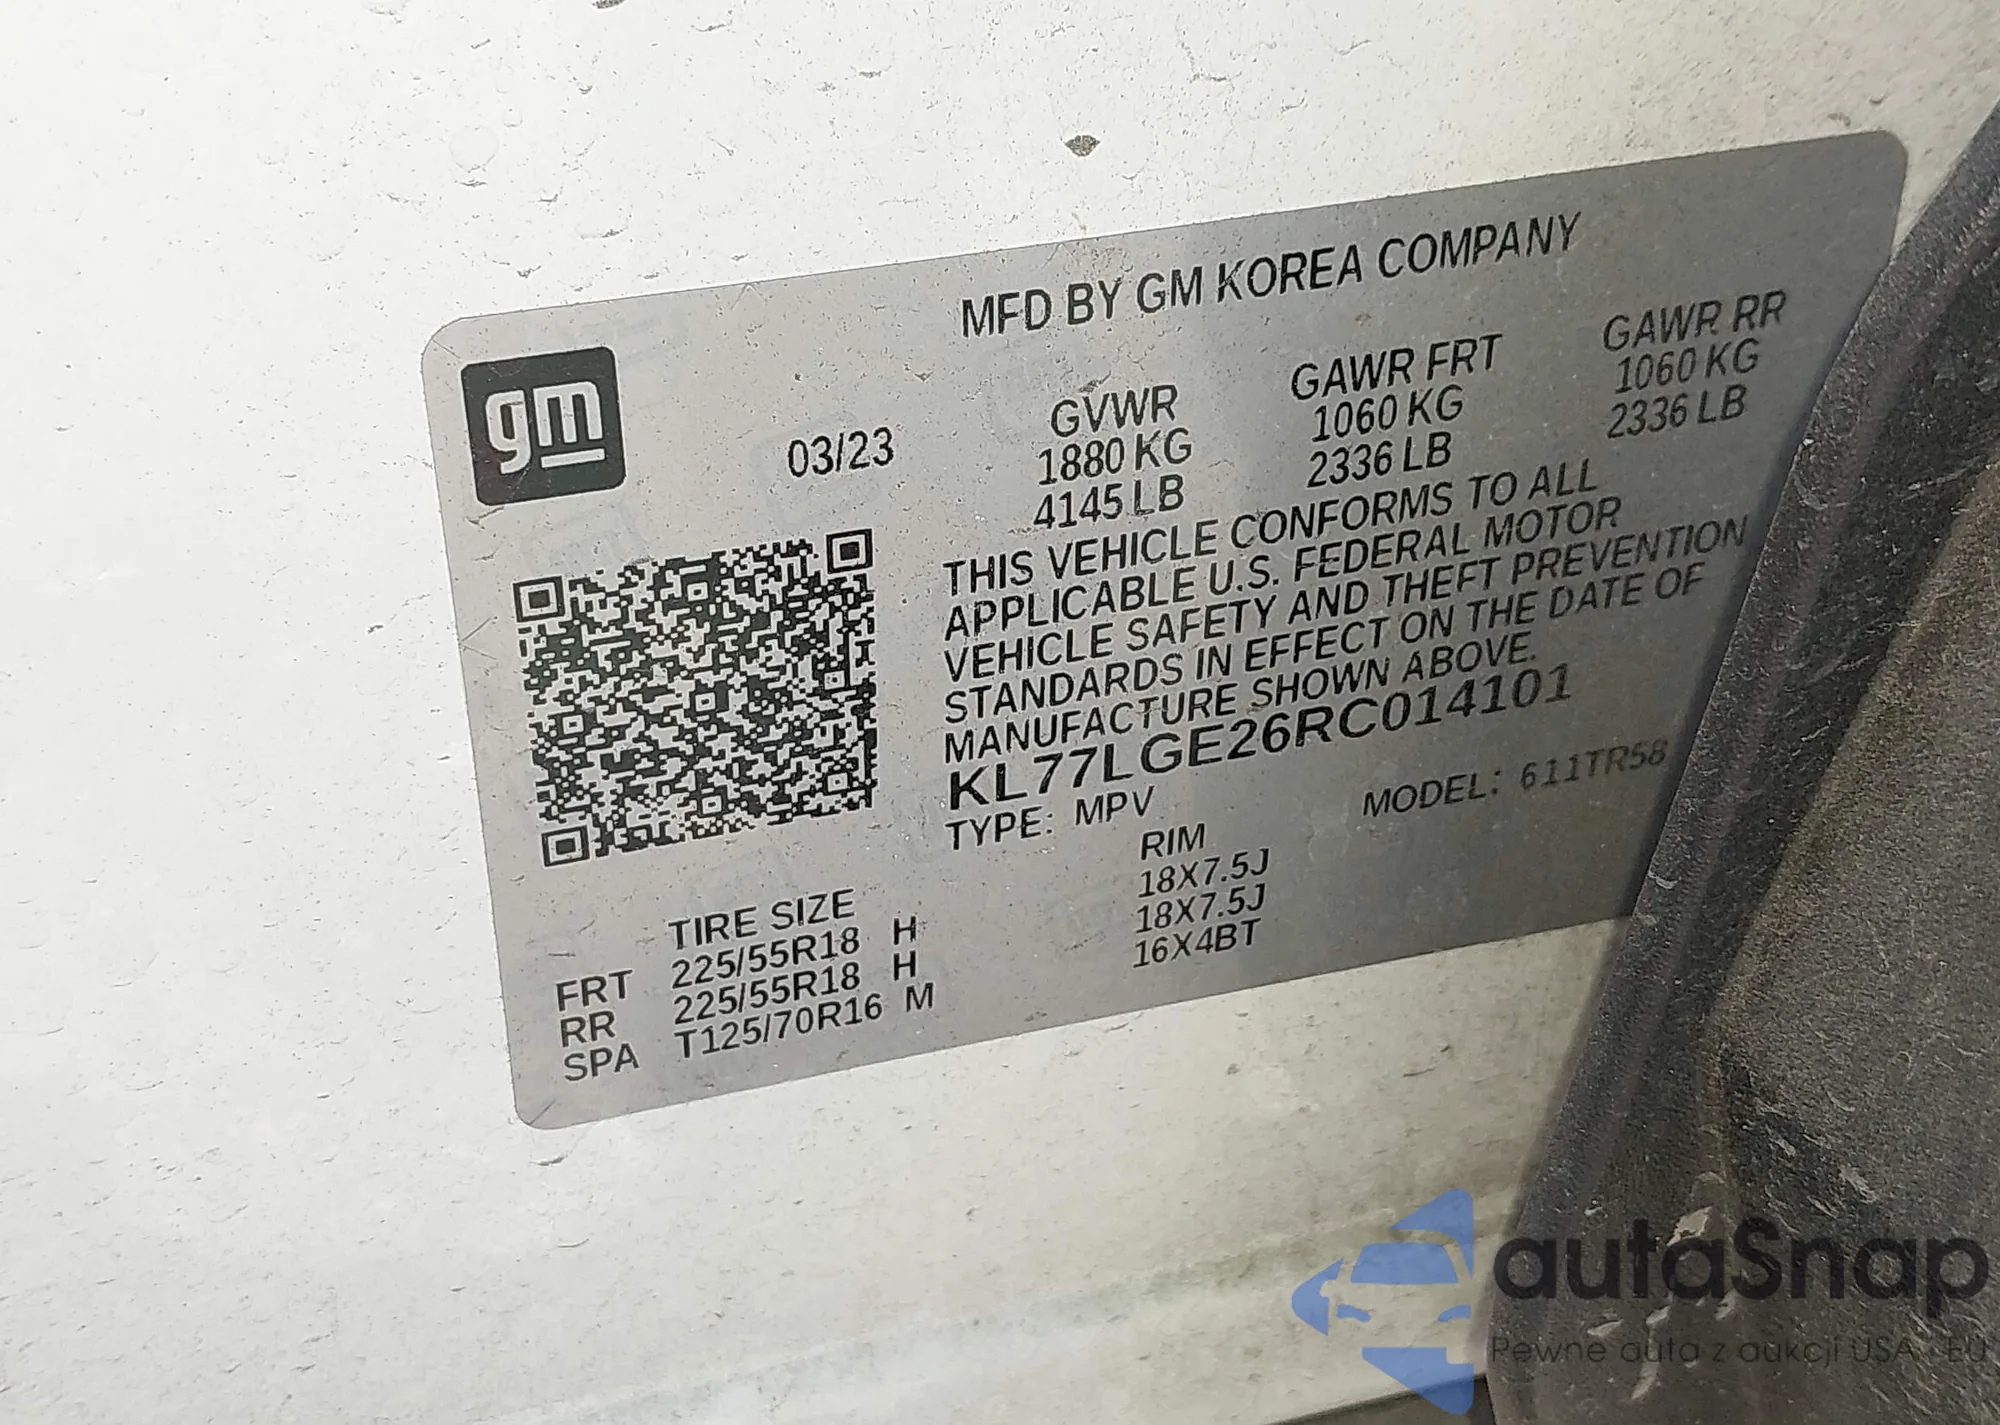 MFD BY GM KOREA COMPANY
gm
03/23
GVWR GAWR FRT GAWR RR
1880 KG 1060 KG 1060 KG
4145 LB 2336 LB 2336 LB
THIS VEHICLE CONFORMS TO ALL
APPLICABLE U.S. FEDERAL MOTOR
VEHICLE SAFETY AND THEFT PREVENTION
STANDARDS IN EFFECT ON THE DATE OF
MANUFACTURE SHOWN ABOVE.
KL77LGE26RC014101
TYPE: MPV MODEL: 611TR58
TIRE SIZE RIM
FRT 225/55R18 H 18X7.5J
RR 225/55R18 H 18X7.5J
SPA T125/70R16 M 16X4BT
autaSnap
Pewne auta z aukcji USA - EU